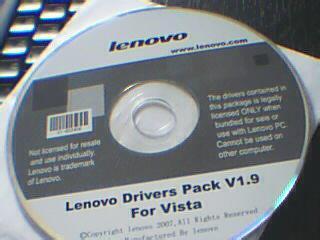 lenovo
www.lenovo.com
Not licensed for resale
and use individually.
Lenovo is trademark
of Lenovo.
The drivers contained in
this package is legally
licensed ONLY when
bundled for sels or
use with Lenovo PC.
Cannot be used on
other computer.
Lenovo Drivers Pack V1.9
For Vista
©Copyright lenovo 2007,All Rights Reserved
Manufactured By lenovo